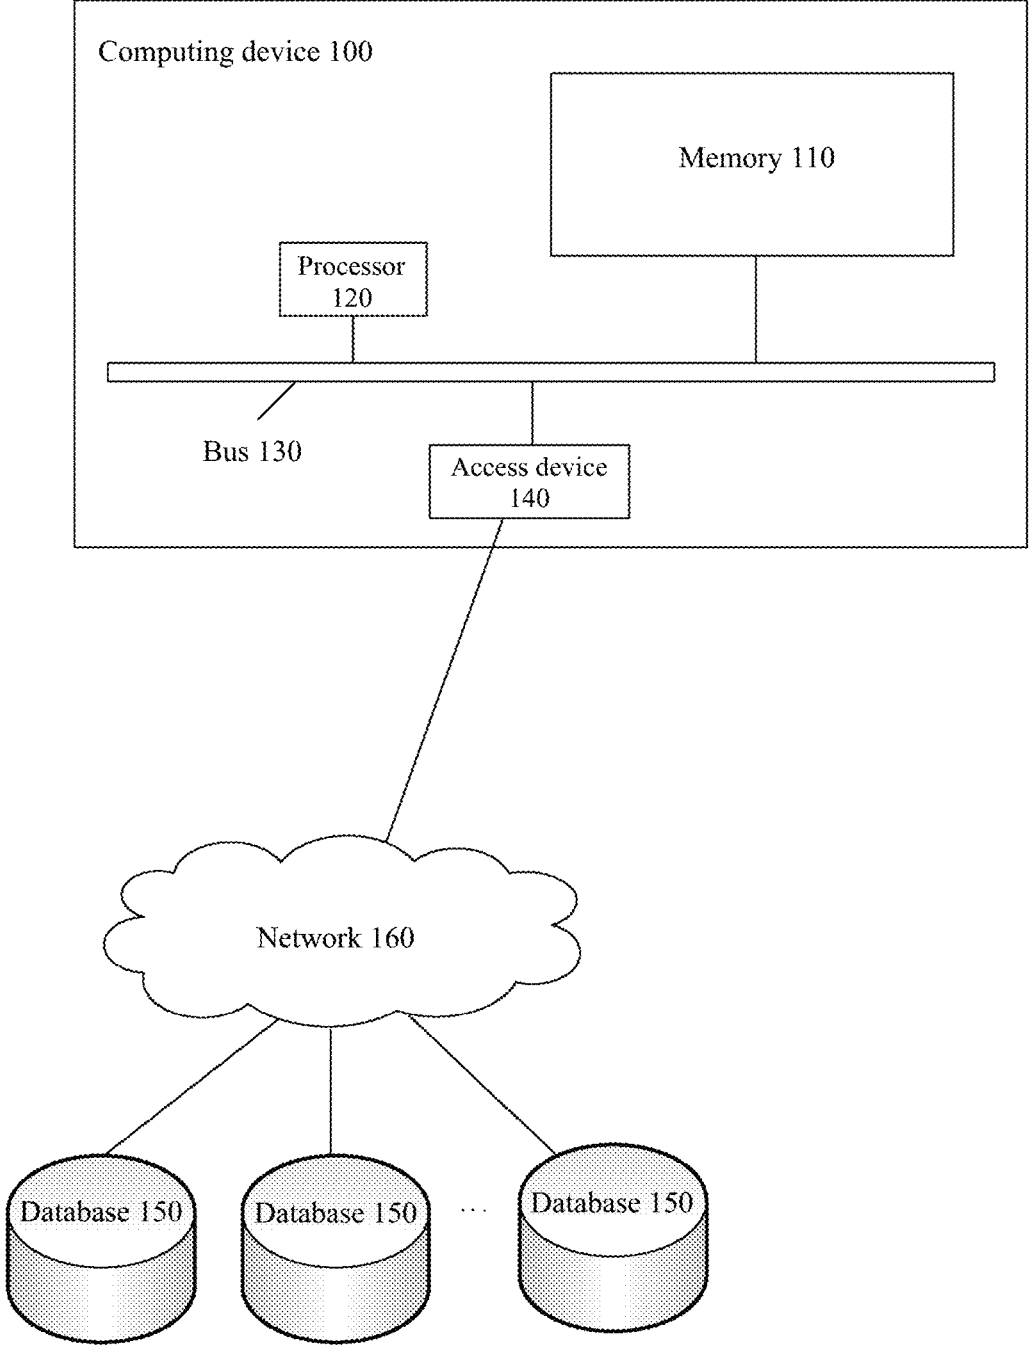 Computing device 100
Memory 110
Processor
120
Bus 130
Access device
140
Network 160
Database 150
Database 150
...
Database 150